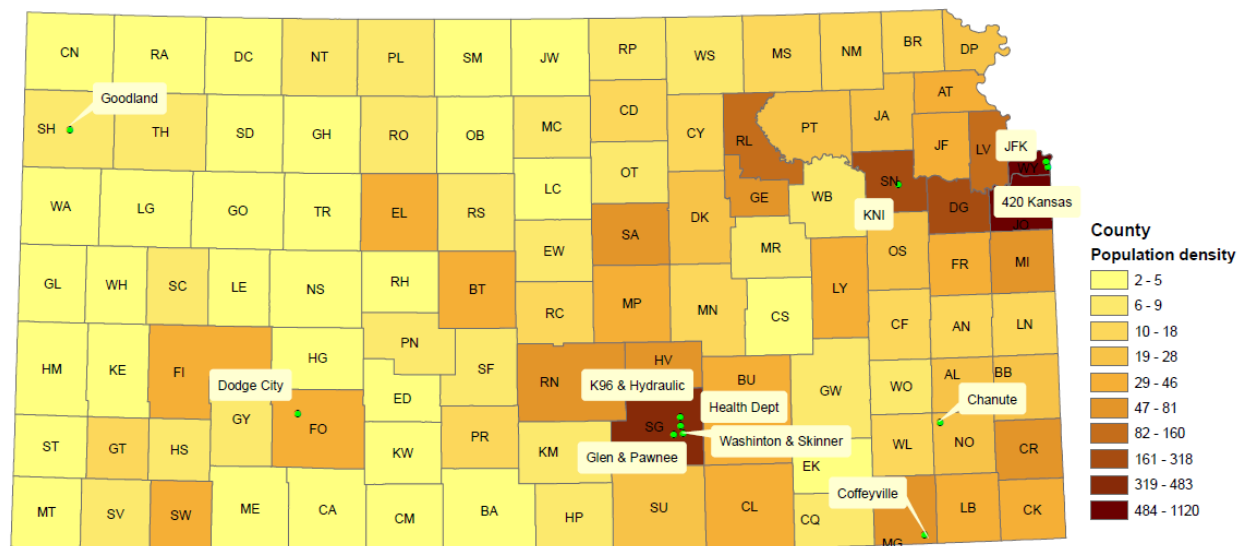 CN RA DC NT PL SM JW RP WS MS NM BR DP
Goodland
SH TH SD GH RO OB MC CD CY RL PT JA AT
OT JF LV JFK
WA LG GO TR EL RS LC GE WB KNI SN DG WY
420 Kansas
JO
SA DK
EW MR OS FR MI
GL WH SC LE NS RH BT RC MP MN CS LY
CF AN LN
HM KE FI HG PN SF RN HV BU GW WO AL BB
Dodge City
K96 & Hydraulic
Health Dept
Chanute
ED
GY FO SG
Washinton & Skinner
ST GT HS KW PR KM WL NO CR
Glen & Pawnee
EK
Coffeyville
MT SV SW ME CA CM BA HP SU CL CQ MG LB CK
County
Population density
2 - 5
6 - 9
10 - 18
19 - 28
29 - 46
47 - 81
82 - 160
161 - 318
319 - 483
484 - 1120